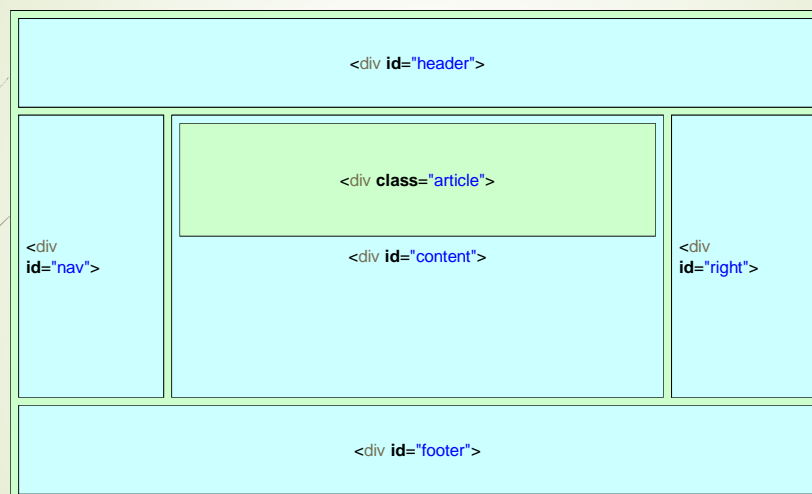 <div id="header">
<div
id="nav">
<div class="article">
<div id="content">
<div
id="right">
<div id="footer">